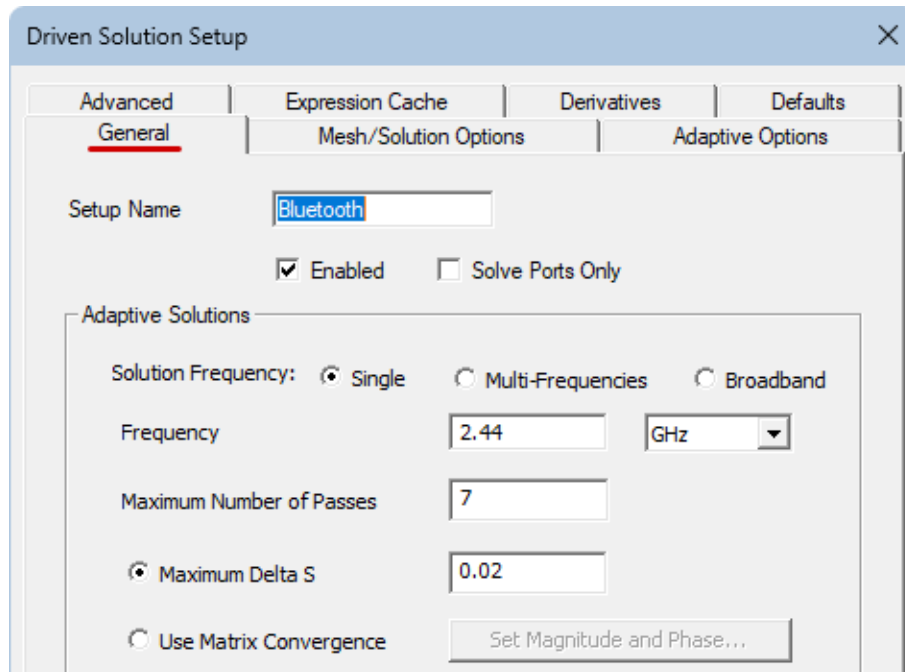 Driven Solution Setup
Advanced Expression Cache Derivatives Defaults
General Mesh/Solution Options Adaptive Options
Setup Name Bluetooth
Enabled Solve Ports Only
Adaptive Solutions
Solution Frequency: Single Multi-Frequencies Broadband
Frequency 2.44 GHz
Maximum Number of Passes 7
Maximum Delta S 0.02
Use Matrix Convergence Set Magnitude and Phase...